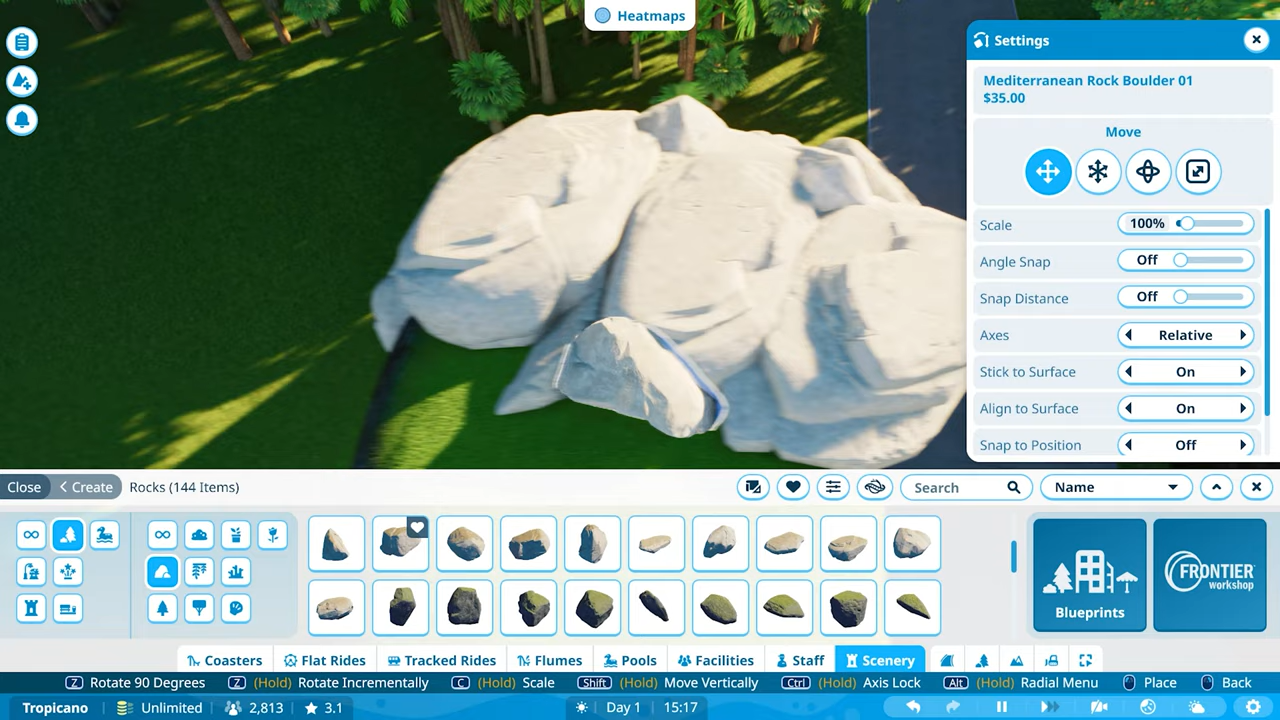 Heatmaps
Settings
Mediterranean Rock Boulder 01
$35.00
Move
Scale 100%
Angle Snap Off
Snap Distance Off
Axes Relative
Stick to Surface On
Align to Surface On
Snap to Position Off
Close Create Rocks (144 Items) Search Name
Blueprints
FRONTIER
workshop
Coasters Flat Rides Tracked Rides Flumes Pools Facilities Staff Scenery
Z Rotate 90 Degrees Z (Hold) Rotate Incrementally C (Hold) Scale Shift (Hold) Move Vertically Ctrl (Hold) Axis Lock Alt (Hold) Radial Menu Place Back
Tropicano Unlimited 2,813 3.1 Day 1 15:17